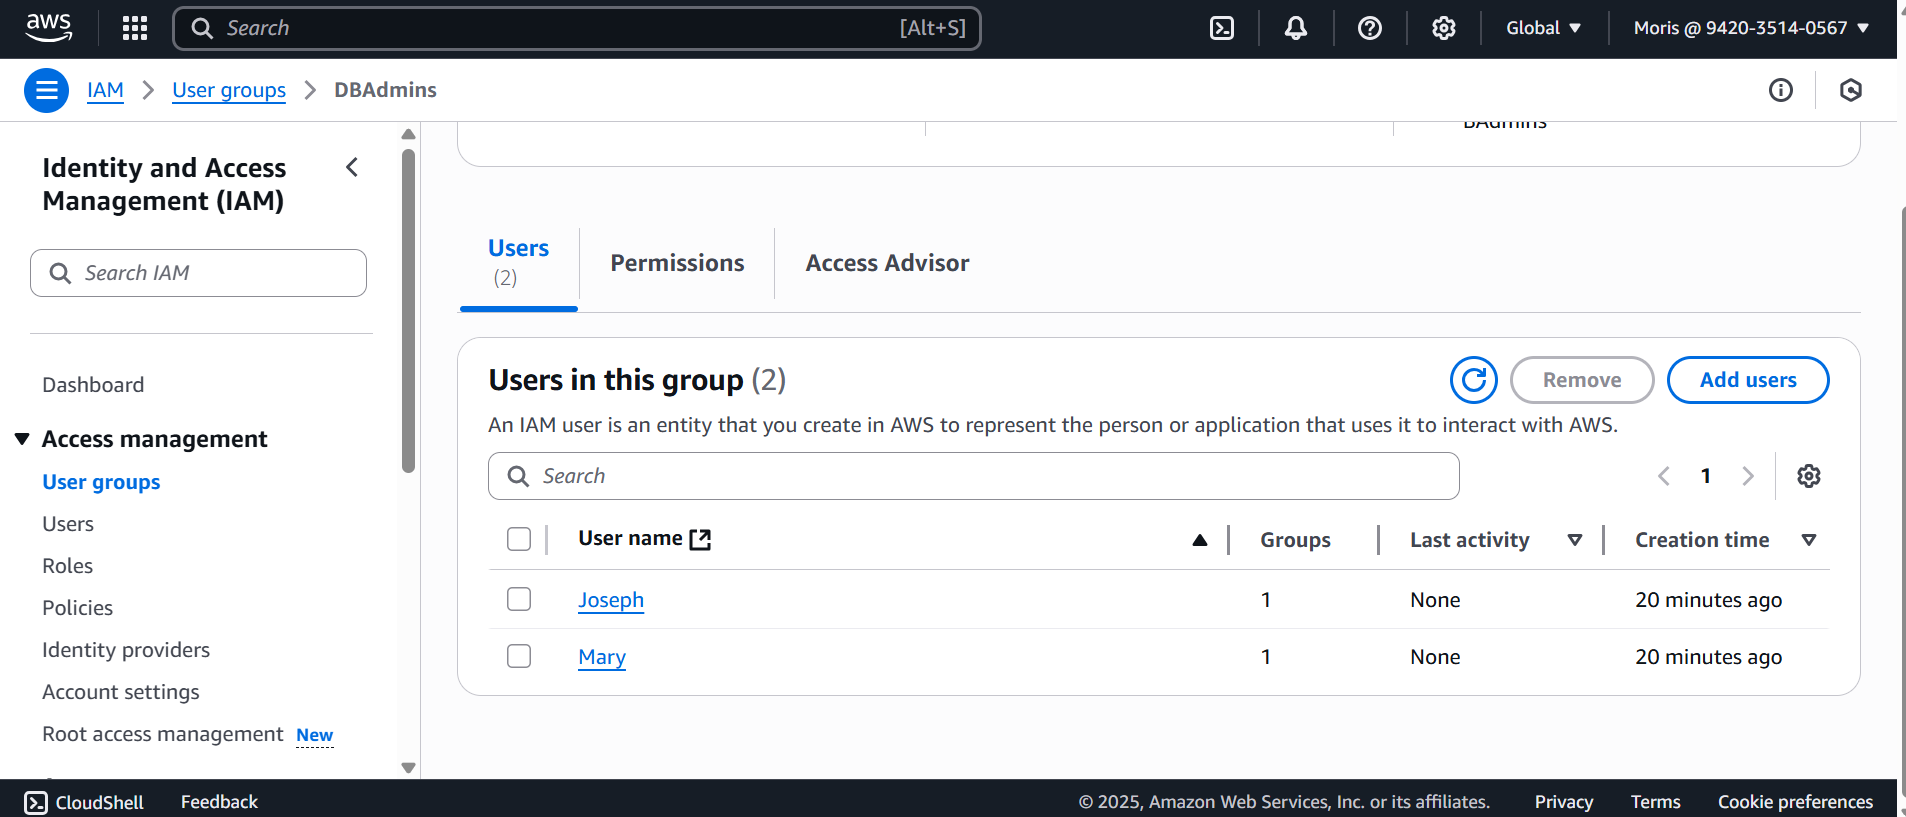 aws
Search [Alt+S]
Global
Moris @ 9420-3514-0567
IAM
User groups
DBAdmins
Identity and Access
Management (IAM)
Search IAM
Dashboard
Access management
User groups
Users
Roles
Policies
Identity providers
Account settings
Root access management New
Users
(2)
Permissions
Access Advisor
Users in this group (2)
Remove
Add users
An IAM user is an entity that you create in AWS to represent the person or application that uses it to interact with AWS.
Search
1
User name Groups Last activity Creation time
Joseph 1 None 20 minutes ago
Mary 1 None 20 minutes ago
CloudShell Feedback © 2025, Amazon Web Services, Inc. or its affiliates. Privacy Terms Cookie preferences